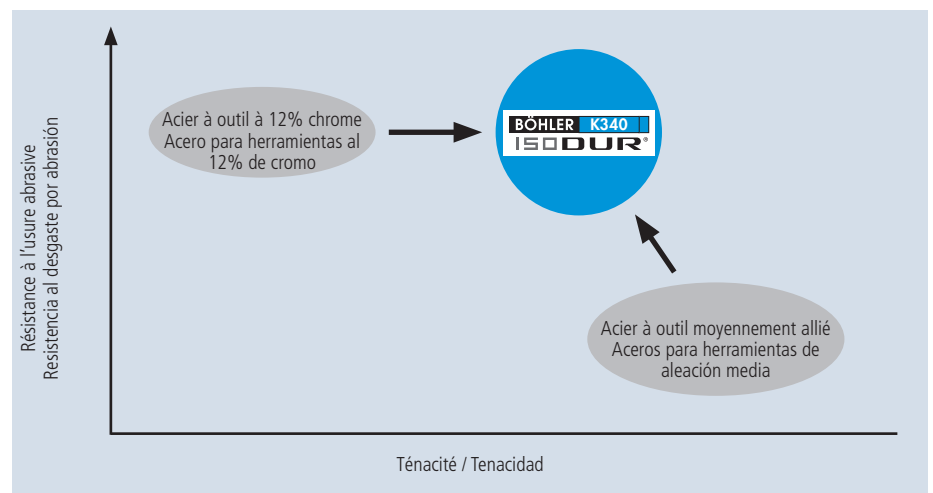 Résistance à l'usure abrasive
Resistencia al desgaste por abrasión
Acier à outil à 12% chrome
Acero para herramientas al
12% de cromo
BÖHLER K340
ISODUR®
Acier à outil moyennement allié
Aceros para herramientas de
aleación media
Ténacité / Tenacidad